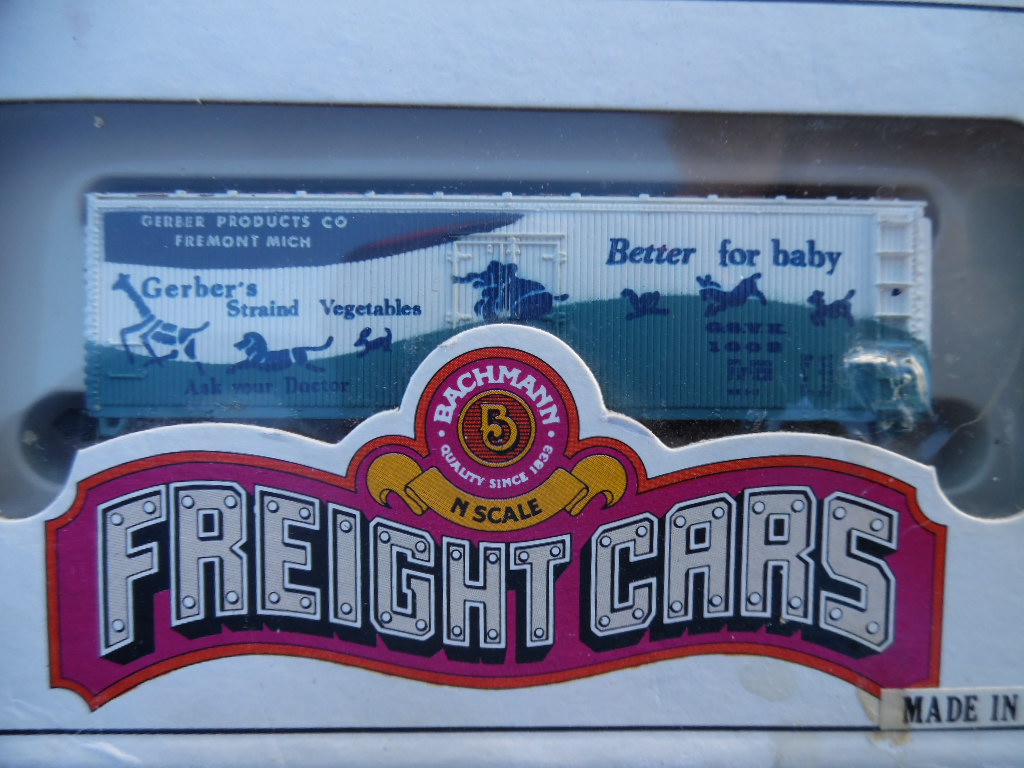 GERBER PRODUCTS CO
FREMONT MICH
Gerber's
Straind Vegetables
Ask your Doctor
Better for baby
1008
BACHMANN
B
QUALITY SINCE 1833
N SCALE
FREIGHT CARS
MADE IN